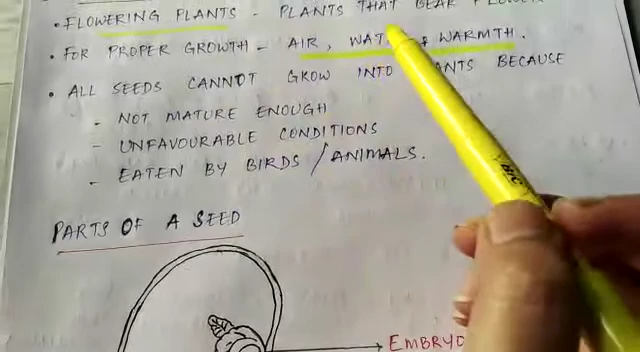 • FLOWERING PLANTS - PLANTS THAT BEAR
• FOR PROPER GROWTH - AIR, & WARMTH.
• ALL SEEDS CANNOT GROW INTO BECAUSE
- NOT MATURE ENOUGH
- UNFAVOURABLE CONDITIONS
- EATEN BY BIRDS / ANIMALS.
PARTS OF A SEED
EMBRYO
BIC